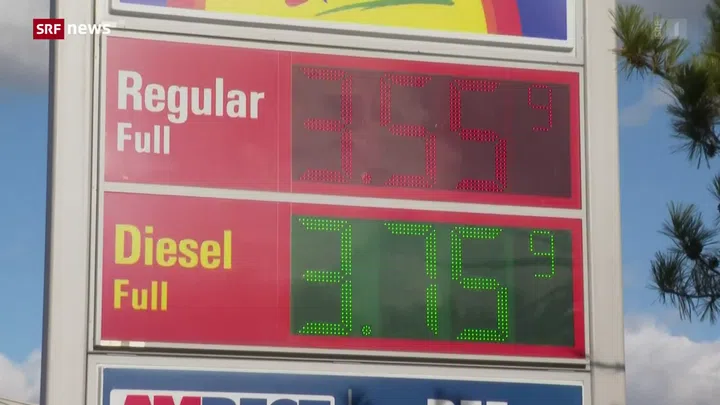 SRF news
Regular
Full
3.55 9
Diesel
Full
3.75 9